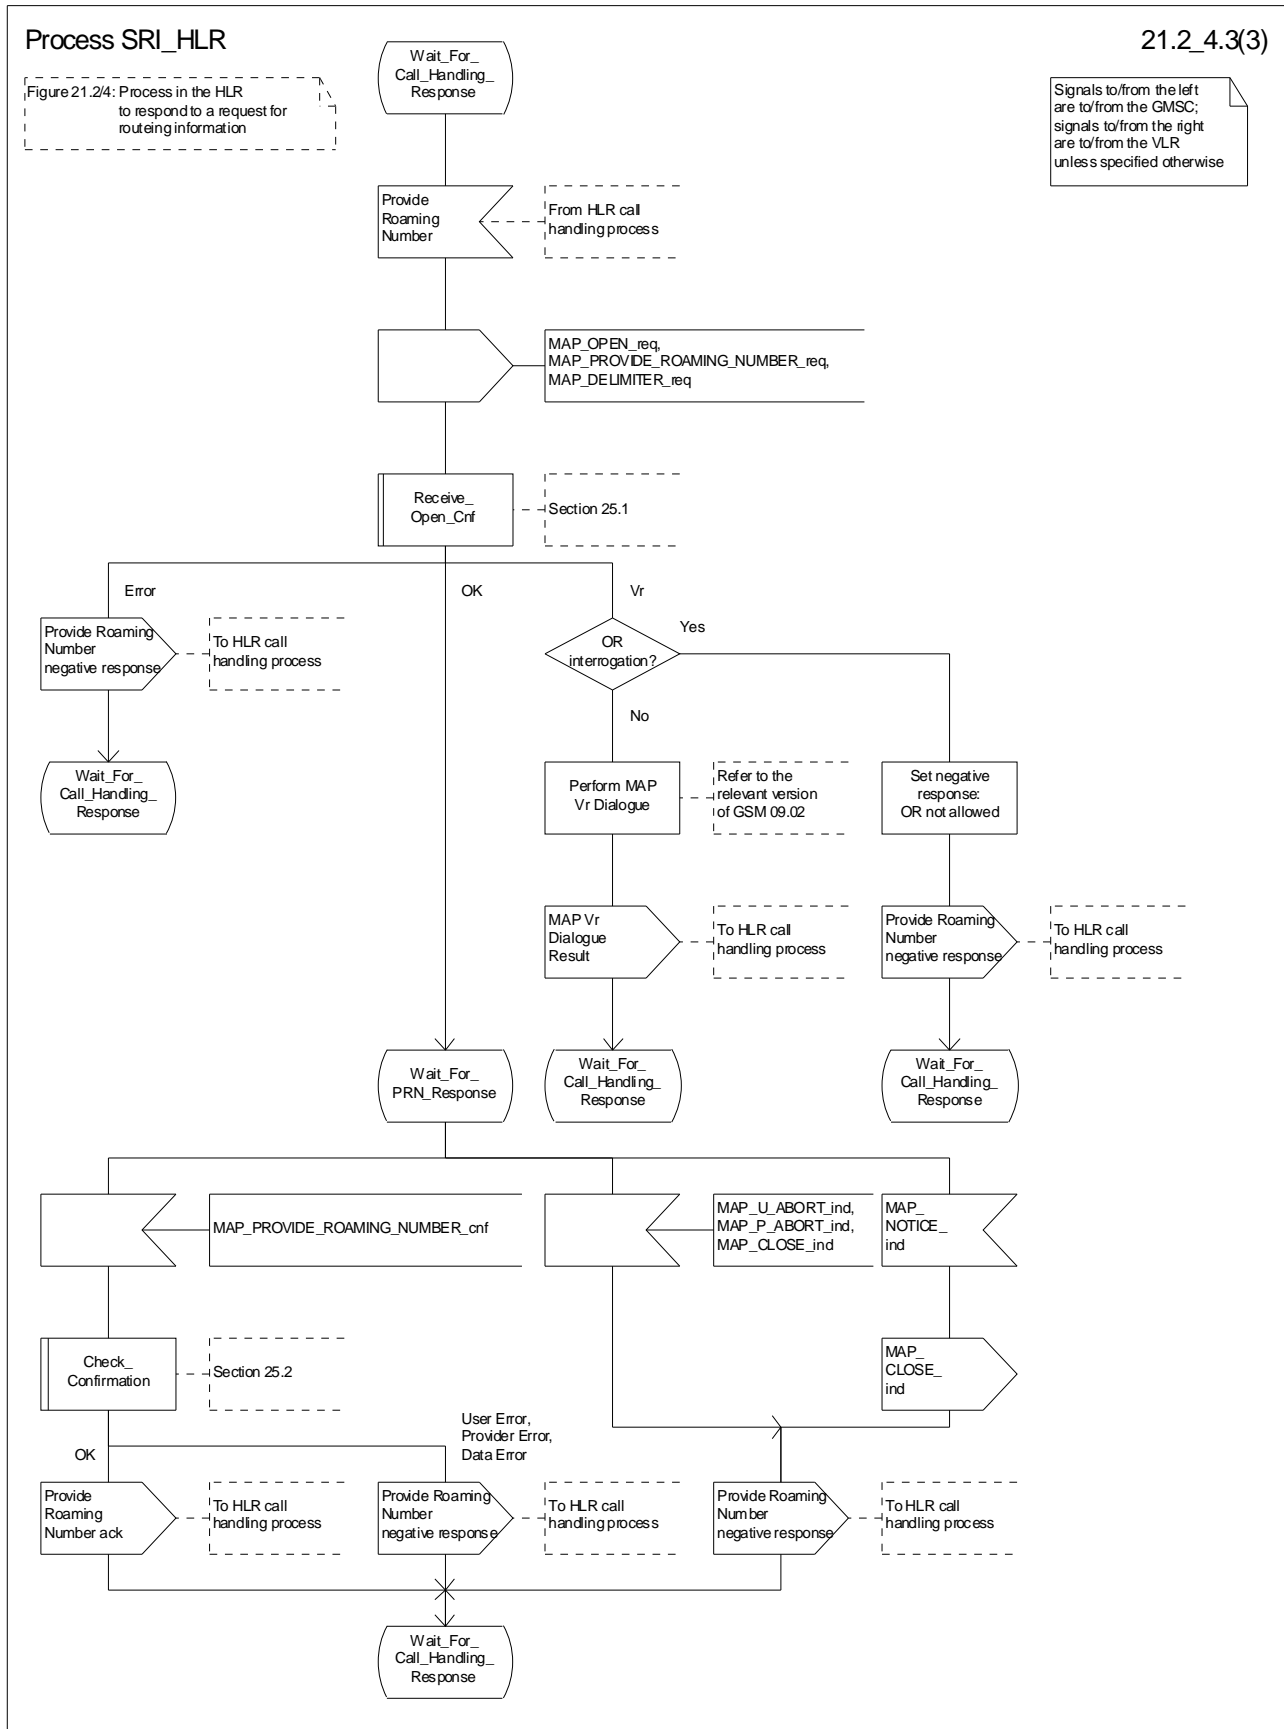 Process SRI_HLR
21.2_4.3(3)
Figure 21.2/4: Process in the HLR
to respond to a request for
routeing information
Wait_For_
Call_Handling_
Response
Signals to/from the left
are to/from the GMSC;
signals to/from the right
are to/from the VLR
unless specified otherwise
Provide
Roaming
Number
From HLR call
handling process
MAP_OPEN_req,
MAP_PROVIDE_ROAMING_NUMBER_req,
MAP_DELIMITER_req
Receive_
Open_Cnf
Section 25.1
Error
OK
Vr
Provide Roaming
Number
negative response
To HLR call
handling process
OR
interrogation?
Yes
No
Wait_For_
Call_Handling_
Response
Perform MAP
Vr Dialogue
Refer to the
relevant version
of GSM 09.02
Set negative
response:
OR not allowed
MAP Vr
Dialogue
Result
To HLR call
handling process
Provide Roaming
Number
negative response
To HLR call
handling process
Wait_For_
PRN_Response
Wait_For_
Call_Handling_
Response
Wait_For_
Call_Handling_
Response
MAP_PROVIDE_ROAMING_NUMBER_cnf
MAP_U_ABORT_ind,
MAP_P_ABORT_ind,
MAP_CLOSE_ind
MAP_
NOTICE_
ind
Check_
Confirmation
Section 25.2
MAP_
CLOSE_
ind
OK
User Error,
Provider Error,
Data Error
Provide
Roaming
Number ack
To HLR call
handling process
Provide Roaming
Number
negative response
To HLR call
handling process
Provide Roaming
Number
negative response
To HLR call
handling process
Wait_For_
Call_Handling_
Response